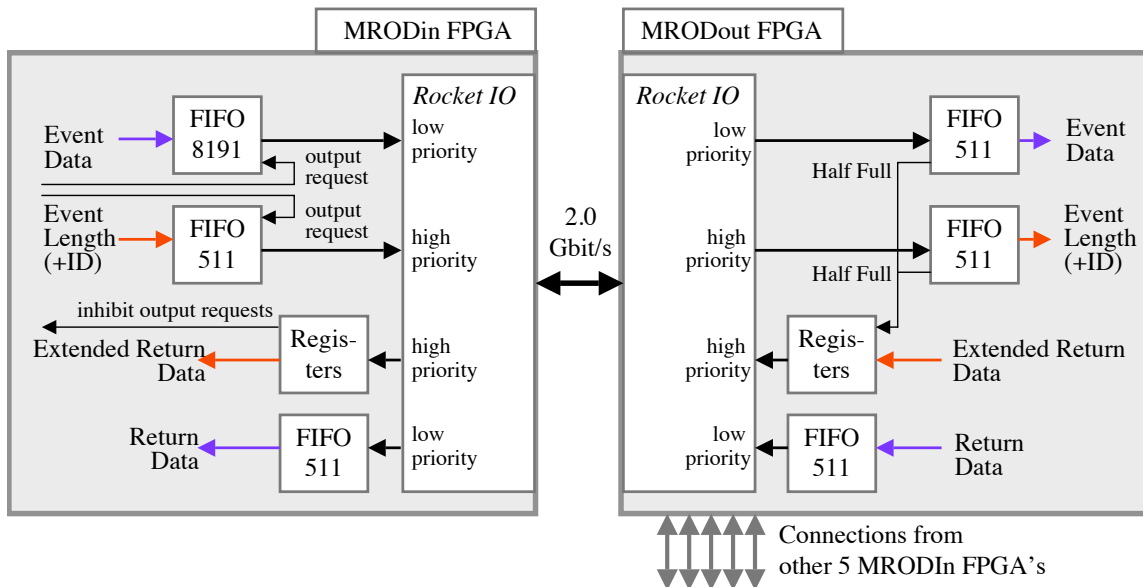 MRODin FPGA
Rocket IO
Event
Data
FIFO
8191
low
priority
output
request
Event
Length
(+ID)
FIFO
511
output
request
high
priority
inhibit output requests
Extended Return
Data
Regis-
ters
high
priority
Return
Data
FIFO
511
low
priority
2.0
Gbit/s
MRODout FPGA
Rocket IO
low
priority
Half Full
FIFO
511
Event
Data
high
priority
Half Full
FIFO
511
Event
Length
(+ID)
high
priority
Regis-
ters
Extended Return
Data
low
priority
FIFO
511
Return
Data
Connections from
other 5 MRODIn FPGA's